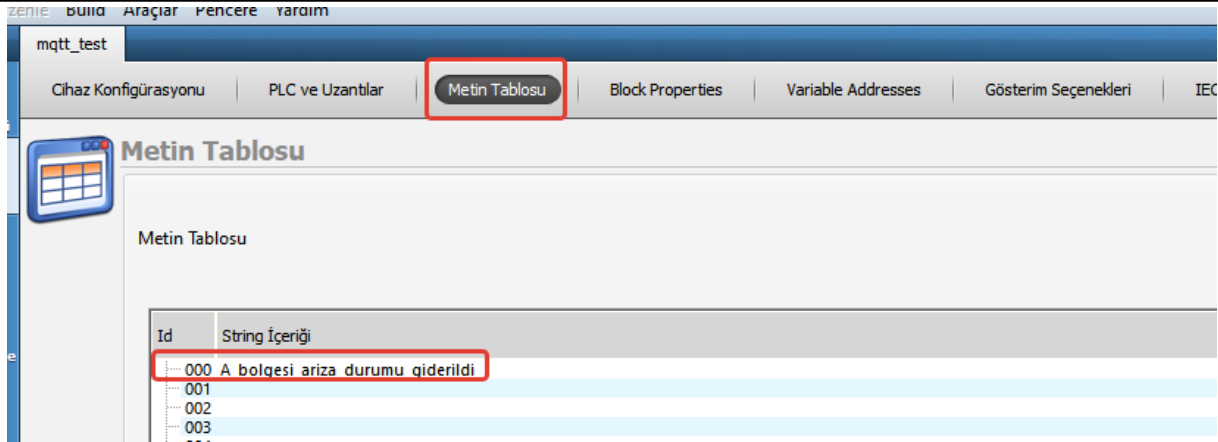 Build Araçlar Pencere Yardım
mqtt_test
Cihaz Konfigürasyonu PLC ve Uzantılar Metin Tablosu Block Properties Variable Addresses Gösterim Seçenekleri IEC
Metin Tablosu
Metin Tablosu
Id String İçeriği
000 A bolgesi ariza durumu giderildi
001
002
003